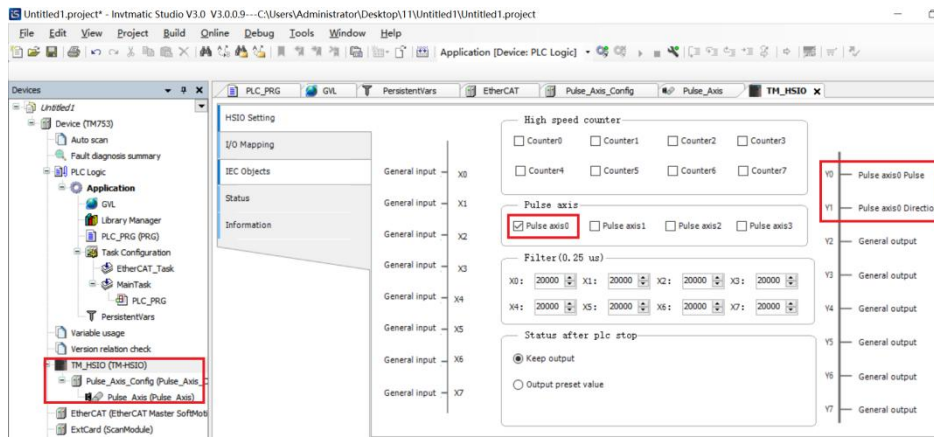 Untitled1.project* - Invtmatic Studio V3.0 V3.0.0.9---C:\Users\Administrator\Desktop\11\Untitled1\Untitled1.project
File Edit View Project Build Online Debug Tools Window Help
Application [Device: PLC Logic]
Devices
Untitled1
Device (TM753)
Auto scan
Fault diagnosis summary
PLC Logic
Application
GVL
Library Manager
PLC_PRG (PRG)
Task Configuration
EtherCAT_Task
MainTask
PLC_PRG
PersistentVars
Variable usage
Version relation check
TM_HSIO (TM-HSIO)
Pulse_Axis_Config (Pulse_Axis_C
Pulse_Axis (Pulse_Axis)
EtherCAT (EtherCAT Master SoftMoti
ExtCard (ScanModule)
PLC_PRG GVL PersistentVars EtherCAT Pulse_Axis_Config Pulse_Axis TM_HSIO
HSIO Setting
I/O Mapping
IEC Objects
Status
Information
General input X0
General input X1
General input X2
General input X3
General input X4
General input X5
General input X6
General input X7
High speed counter
Counter0 Counter1 Counter2 Counter3
Counter4 Counter5 Counter6 Counter7
Pulse axis
Pulse axis0 Pulse axis1 Pulse axis2 Pulse axis3
Filter(0.25 us)
X0: 20000 X1: 20000 X2: 20000 X3: 20000
X4: 20000 X5: 20000 X6: 20000 X7: 20000
Status after plc stop
Keep output
Output preset value
Y0 Pulse axis0 Pulse
Y1 Pulse axis0 Directio
Y2 General output
Y3 General output
Y4 General output
Y5 General output
Y6 General output
Y7 General output